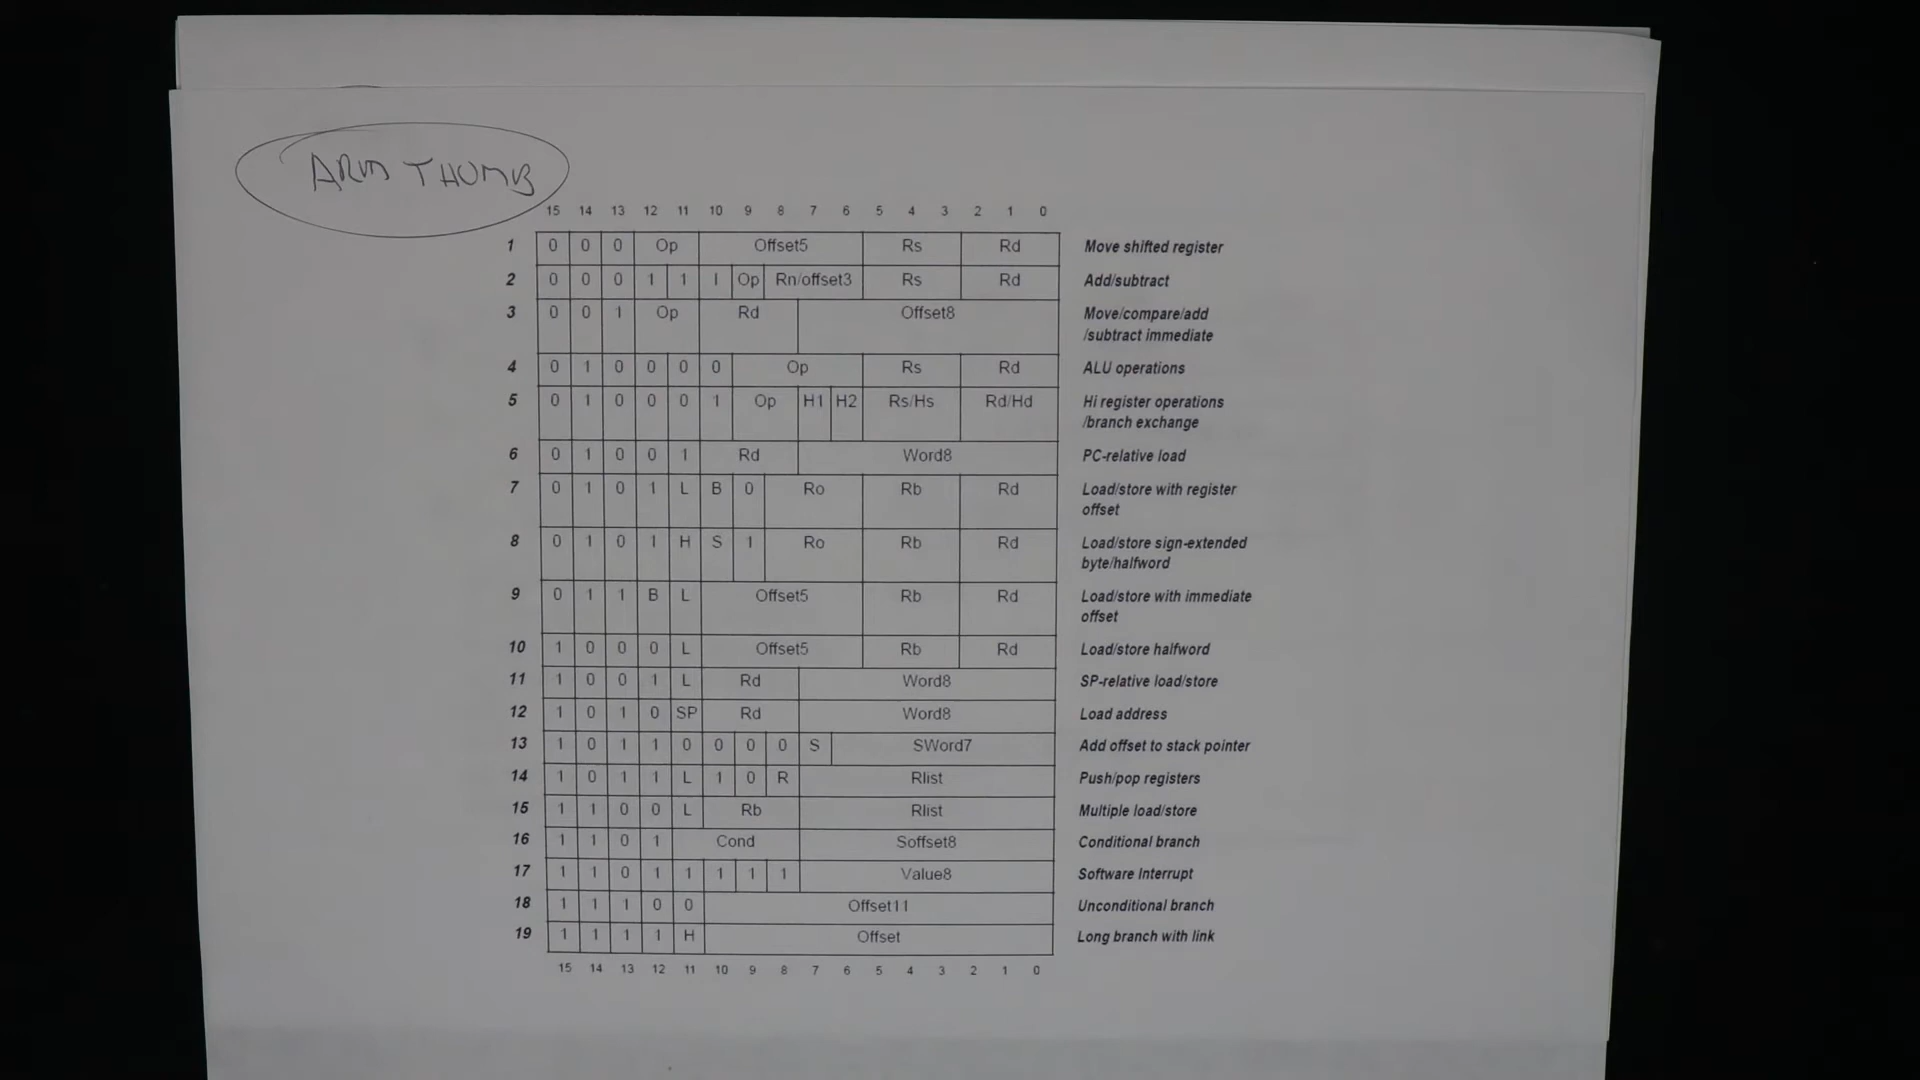 ARM THUMB
15 14 13 12 11 10 9 8 7 6 5 4 3 2 1 0
1 0 0 0 Op Offset5 Rs Rd Move shifted register
2 0 0 0 1 1 I Op Rn/offset3 Rs Rd Add/subtract
3 0 0 1 Op Rd Offset8 Move/compare/add
/subtract immediate
4 0 1 0 0 0 0 Op Rs Rd ALU operations
5 0 1 0 0 0 1 Op H1 H2 Rs/Hs Rd/Hd Hi register operations
/branch exchange
6 0 1 0 0 1 Rd Word8 PC-relative load
7 0 1 0 1 L B 0 Ro Rb Rd Load/store with register
offset
8 0 1 0 1 H S 1 Ro Rb Rd Load/store sign-extended
byte/halfword
9 0 1 1 B L Offset5 Rb Rd Load/store with immediate
offset
10 1 0 0 0 L Offset5 Rb Rd Load/store halfword
11 1 0 0 1 L Rd Word8 SP-relative load/store
12 1 0 1 0 SP Rd Word8 Load address
13 1 0 1 1 0 0 0 0 S SWord7 Add offset to stack pointer
14 1 0 1 1 L 1 0 R Rlist Push/pop registers
15 1 1 0 0 L Rb Rlist Multiple load/store
16 1 1 0 1 Cond Soffset8 Conditional branch
17 1 1 0 1 1 1 1 1 Value8 Software Interrupt
18 1 1 1 0 0 Offset11 Unconditional branch
19 1 1 1 1 H Offset Long branch with link
15 14 13 12 11 10 9 8 7 6 5 4 3 2 1 0